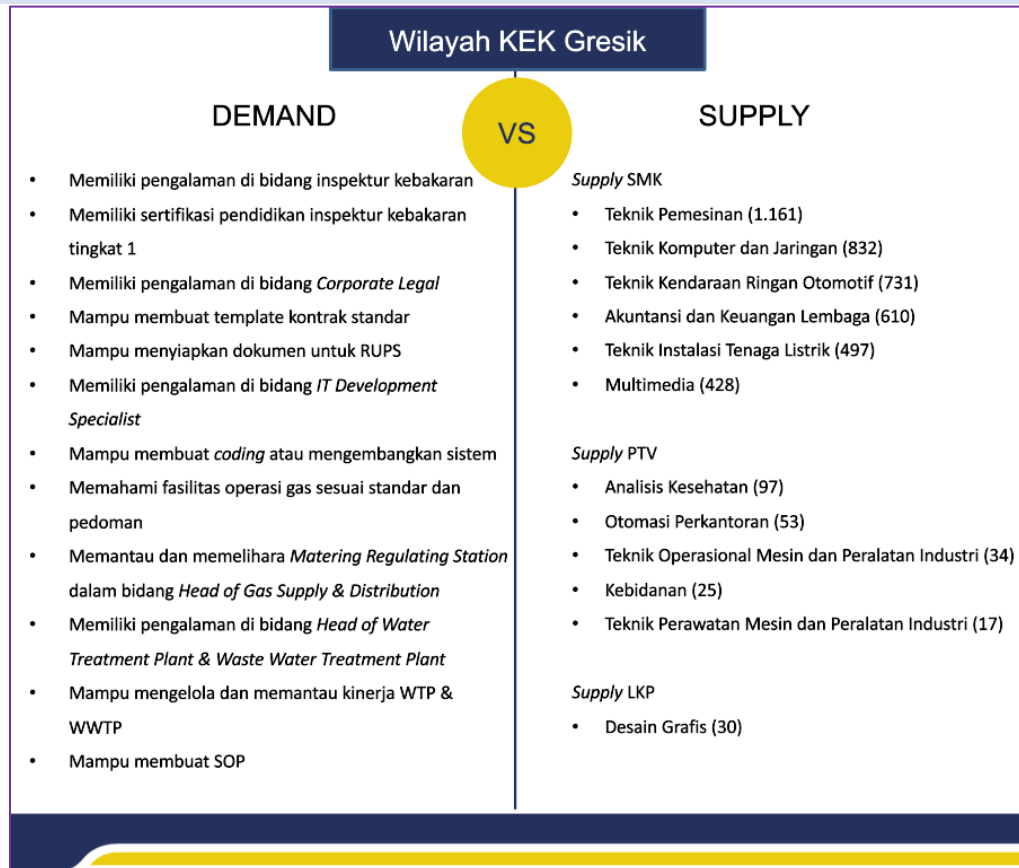 Wilayah KEK Gresik
DEMAND
VS
SUPPLY
• Memiliki pengalaman di bidang inspektur kebakaran
• Memiliki sertifikasi pendidikan inspektur kebakaran
tingkat 1
• Memiliki pengalaman di bidang Corporate Legal
• Mampu membuat template kontrak standar
• Mampu menyiapkan dokumen untuk RUPS
• Memiliki pengalaman di bidang IT Development
Specialist
• Mampu membuat coding atau mengembangkan sistem
• Memahami fasilitas operasi gas sesuai standar dan
pedoman
• Memantau dan memelihara Matering Regulating Station
dalam bidang Head of Gas Supply & Distribution
• Memiliki pengalaman di bidang Head of Water
Treatment Plant & Waste Water Treatment Plant
• Mampu mengelola dan memantau kinerja WTP &
WWTP
• Mampu membuat SOP
Supply SMK
• Teknik Pemesinan (1.161)
• Teknik Komputer dan Jaringan (832)
• Teknik Kendaraan Ringan Otomotif (731)
• Akuntansi dan Keuangan Lembaga (610)
• Teknik Instalasi Tenaga Listrik (497)
• Multimedia (428)
Supply PTV
• Analisis Kesehatan (97)
• Otomasi Perkantoran (53)
• Teknik Operasional Mesin dan Peralatan Industri (34)
• Kebidanan (25)
• Teknik Perawatan Mesin dan Peralatan Industri (17)
Supply LKP
• Desain Grafis (30)